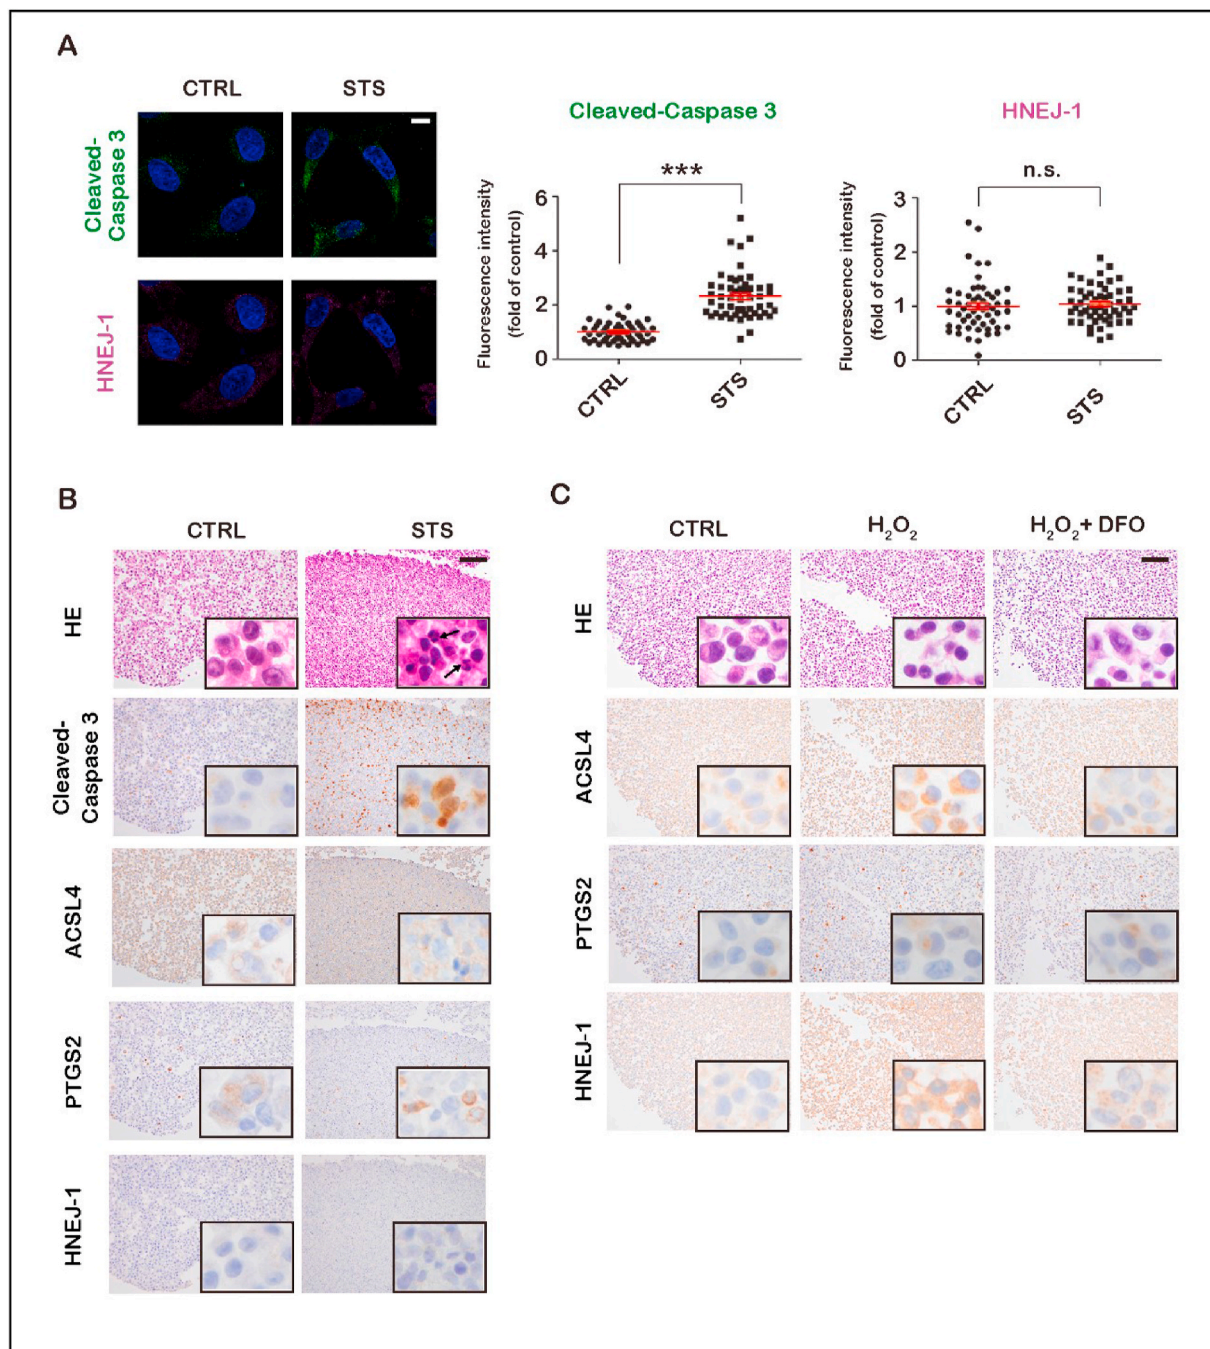 A
CTRL
STS
Cleaved-
Caspase 3
HNEJ-1
Cleaved-Caspase 3
***
Fluorescence intensity
(fold of control)
6
4
2
0
CTRL
STS
HNEJ-1
n.s.
Fluorescence intensity
(fold of control)
3
2
1
0
CTRL
STS
B
CTRL
STS
HE
Cleaved-
Caspase 3
ACSL4
PTGS2
HNEJ-1
C
CTRL
H₂O₂
H₂O₂+ DFO
HE
ACSL4
PTGS2
HNEJ-1